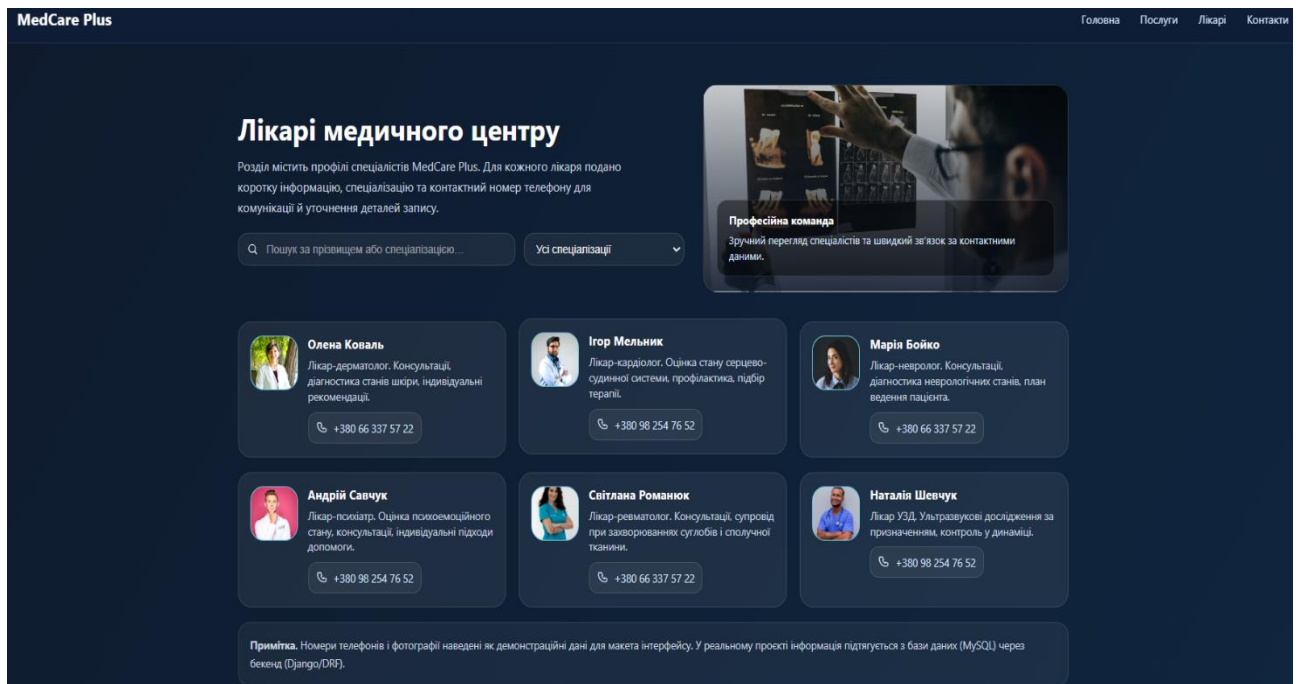 MedCare Plus
Головна Послуги Лікарі Контакти
Лікарі медичного центру
Розділ містить профілі спеціалістів MedCare Plus. Для кожного лікаря подано
коротку інформацію, спеціалізацію та контактний номер телефону для
комунікації й уточнення деталей запису.
Пошук за прізвищем або спеціалізацією...
Усі спеціалізації
Професійна команда
Зручний перегляд спеціалістів та швидкий зв'язок за контактними
даними.
Олена Коваль
Лікар-дерматолог. Консультації,
діагностика станів шкіри, індивідуальні
рекомендації.
+380 66 337 57 22
Ігор Мельник
Лікар-кардіолог. Оцінка стану серцево-
судинної системи, профілактика, підбір
терапії.
+380 98 254 76 52
Марія Бойко
Лікар-невролог. Консультації,
діагностика неврологічних станів, план
ведення пацієнта.
+380 66 337 57 22
Андрій Савчук
Лікар-психіатр. Оцінка психоемоційного
стану, консультації, індивідуальні підходи
допомоги.
+380 98 254 76 52
Світлана Романюк
Лікар-ревматолог. Консультації, супровід
при захворюваннях суглобів і сполучної
тканини.
+380 66 337 57 22
Наталія Шевчук
Лікар УЗД. Ультразвукові дослідження за
призначенням, контроль у динаміці.
+380 98 254 76 52
Примітка. Номери телефонів і фотографії наведені як демонстраційні дані для макета інтерфейсу. У реальному проєкті інформація підтягується з бази даних (MySQL) через
бекенд (Django/DRF).